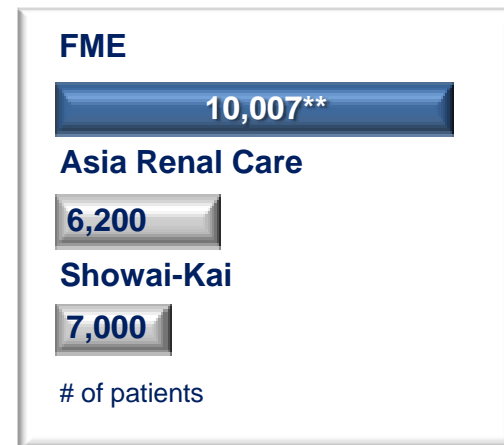 FME
10,007**
Asia Renal Care
6,200
Showai-Kai
7,000
# of patients